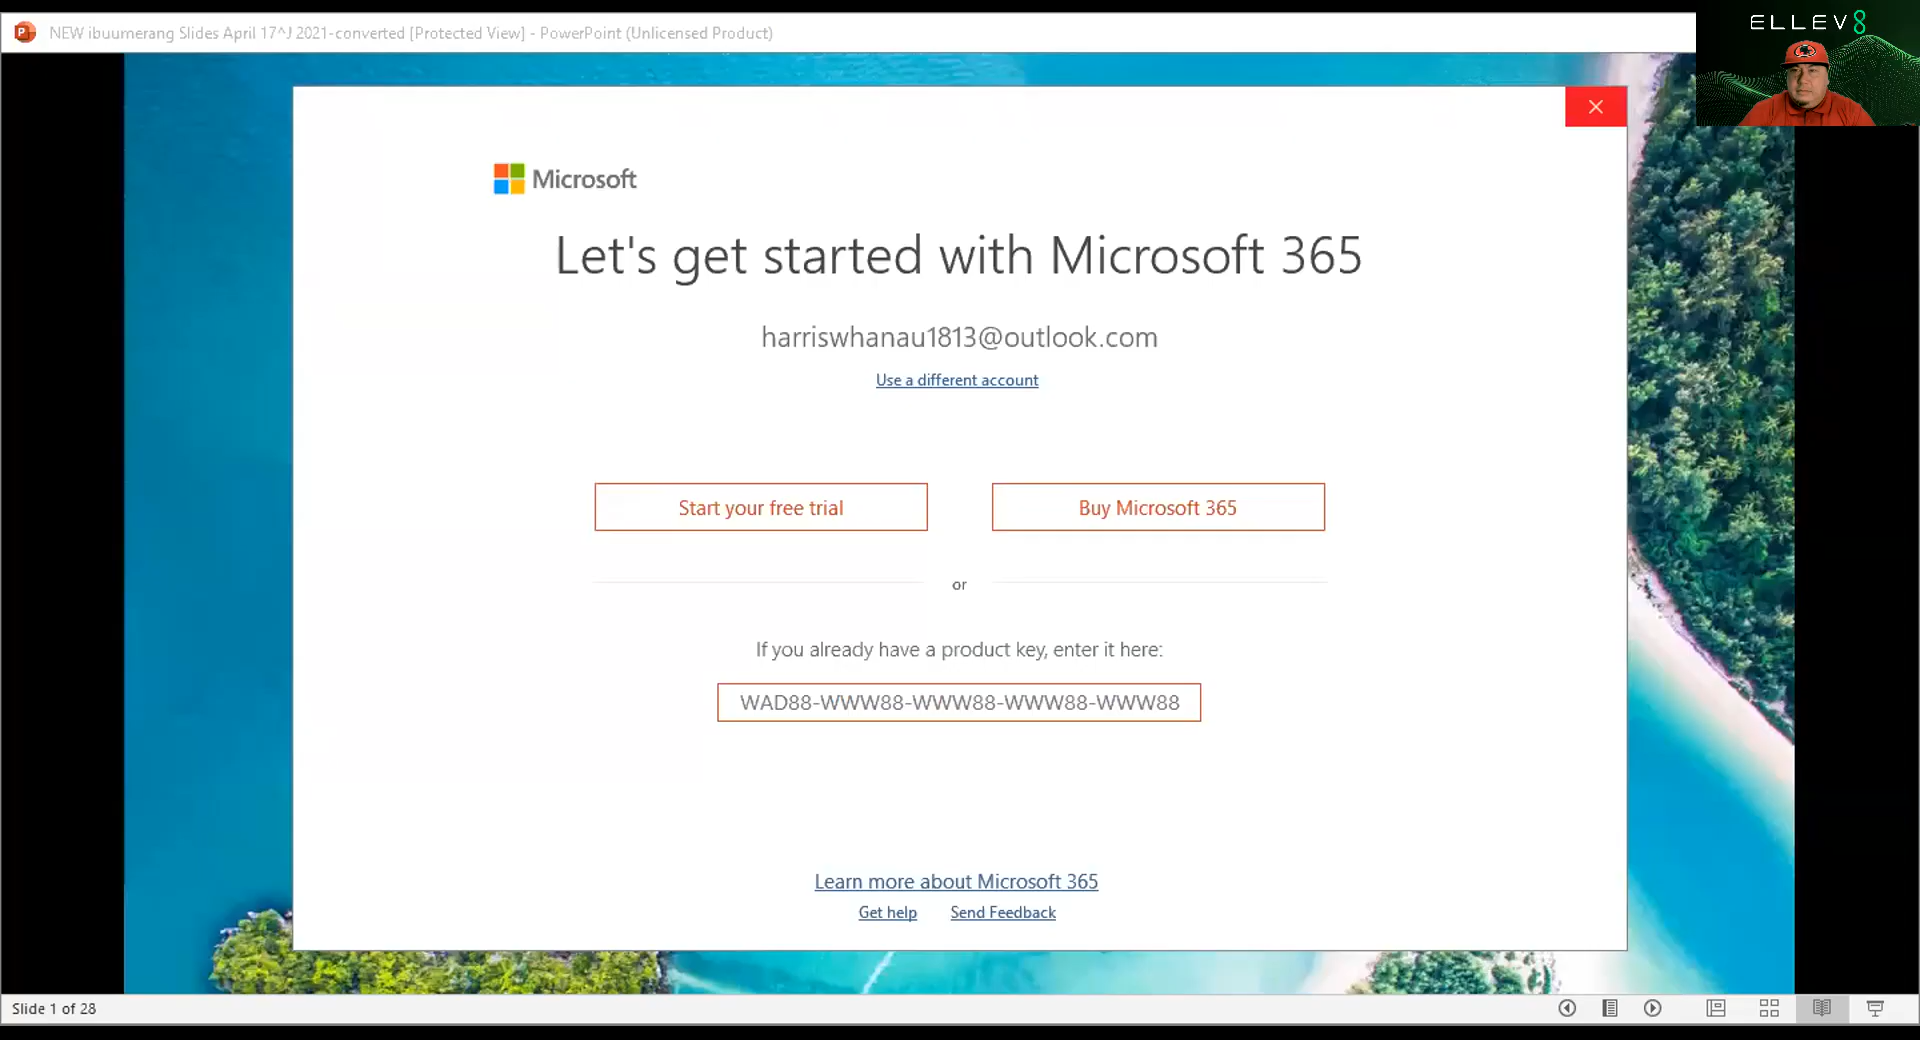 NEW ibuumerang Slides April 17^J 2021-converted [Protected View] - PowerPoint (Unlicensed Product)
ELLEV8
Microsoft
Let's get started with Microsoft 365
harriswhanau1813@outlook.com
Use a different account
Start your free trial
Buy Microsoft 365
or
If you already have a product key, enter it here:
WAD88-WWW88-WWW88-WWW88-WWW88
Learn more about Microsoft 365
Get help
Send Feedback
Slide 1 of 28